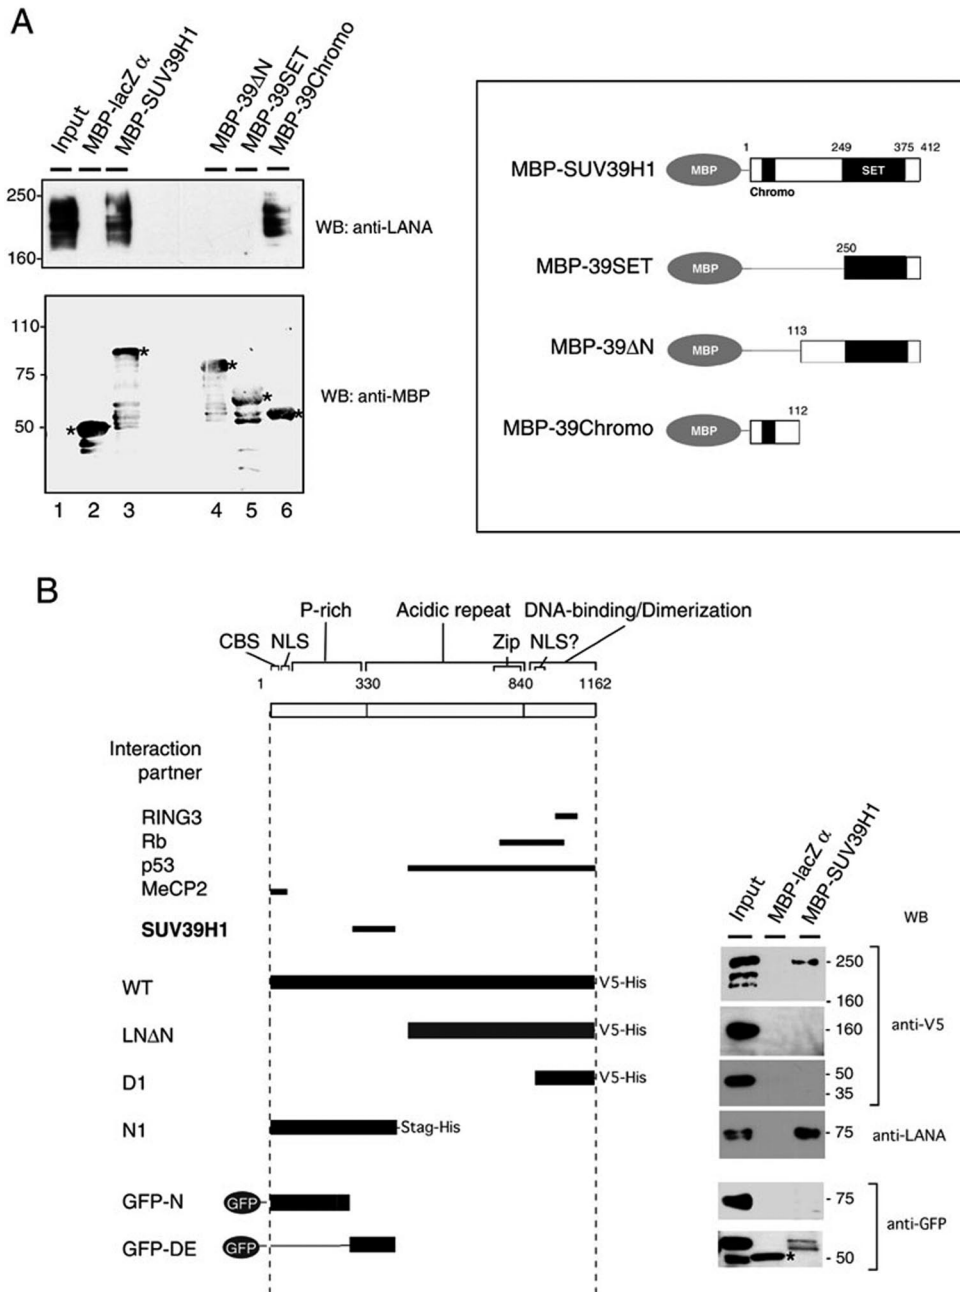 A
Input
MBP-lacZ α
MBP-SUV39H1
MBP-39ΔN
MBP-39SET
MBP-39Chromo
250-
160-
WB: anti-LANA
110-
75
50
*
*
*
*
*
WB: anti-MBP
1 2 3 4 5 6
MBP-SUV39H1
MBP
1 249 375 412
SET
Chromo
MBP-39SET
MBP
250
MBP-39ΔN
MBP
113
MBP-39Chromo
MBP
112
B
P-rich Acidic repeat DNA-binding/Dimerization
CBS NLS Zip NLS?
1 330 840 1162
Interaction
partner
RING3
Rb
p53
MeCP2
SUV39H1
WT V5-His
LNΔN V5-His
D1 V5-His
N1 -Stag-His
GFP-N GFP
GFP-DE GFP
Input
MBP-lacZ α
MBP-SUV39H1
WB
- 250
- 160
- 160
anti-V5
- 50
- 35
- 75 anti-LANA
- 75
anti-GFP
* - 50